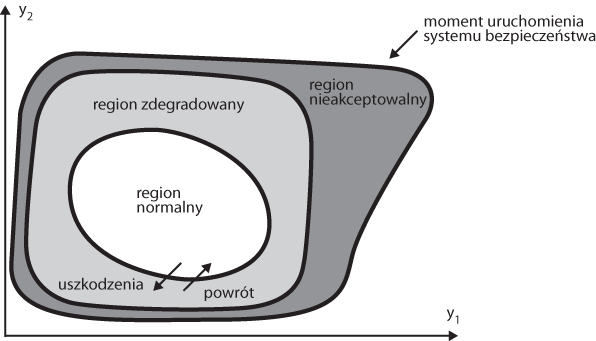 y2
moment uruchomienia
systemu bezpieczeństwa
region
nieakceptowalny
region zdegradowany
region
normalny
uszkodzenia
powrót
y1